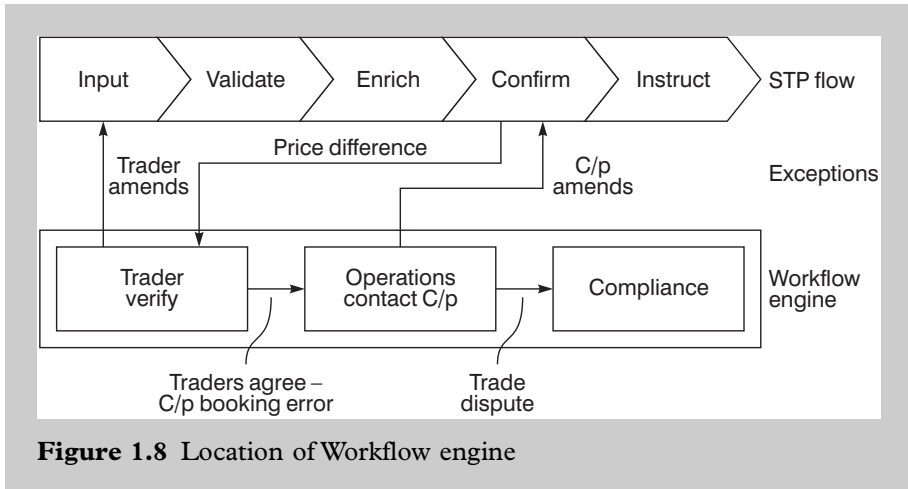 Input
Validate
Enrich
Confirm
Instruct
STP flow
Price difference
Trader
amends
C/p
amends
Exceptions
Trader
verify
Operations
contact C/p
Compliance
Workflow
engine
Traders agree –
C/p booking error
Trade
dispute
Figure 1.8 Location of Workflow engine